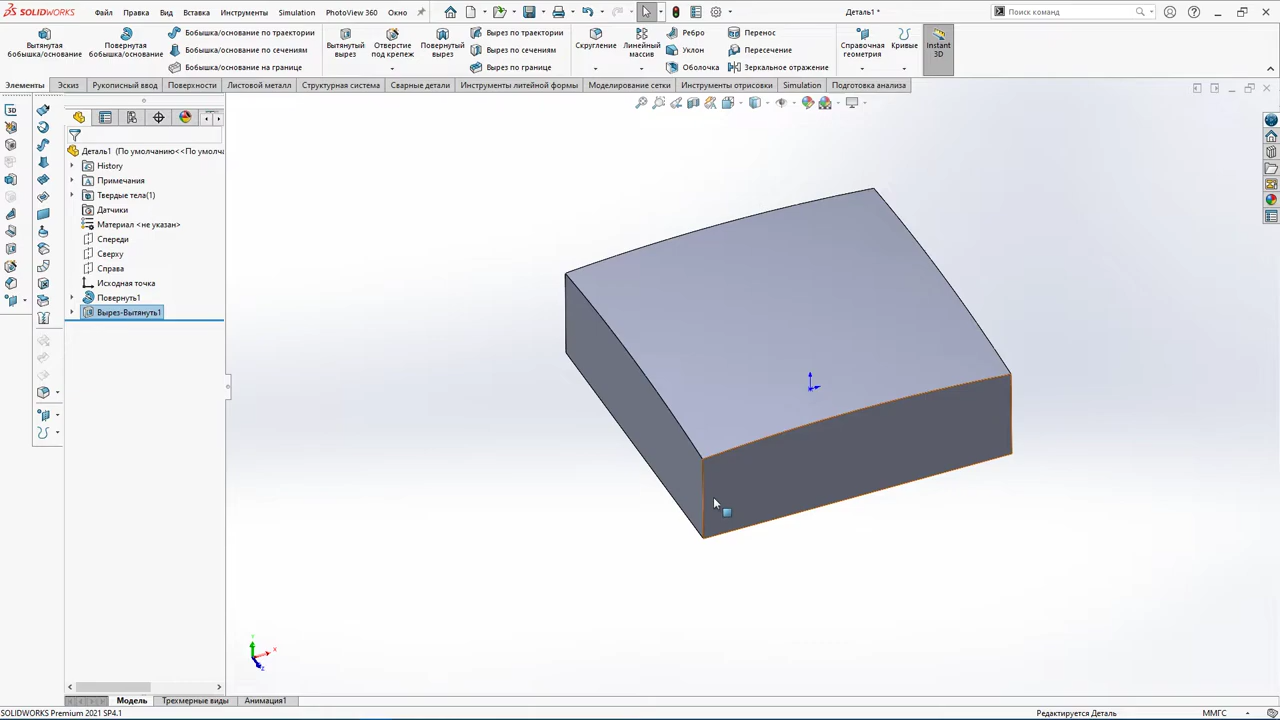 SOLIDWORKS
Файл Правка Вид Вставка Инструменты Simulation PhotoView 360 Окно
Деталь1 *
Поиск команд
Вытянутая бобышка/основание
Повернутая бобышка/основание
Бобышка/основание по траектории
Бобышка/основание по сечениям
Бобышка/основание на границе
Вытянутый вырез
Отверстие под крепеж
Повернутый вырез
Вырез по траектории
Вырез по сечениям
Вырез по границе
Скругление
Линейный массив
Ребро
Уклон
Оболочка
Перенос
Пересечение
Зеркальное отражение
Справочная геометрия
Кривые
Instant 3D
Элементы Эскиз Рукописный ввод Поверхности Листовой металл Структурная система Сварные детали Инструменты литейной формы Моделирование сетки Инструменты отрисовки Simulation Подготовка анализа
Деталь1 (По умолчанию<<По умолча
History
Примечания
Твердые тела(1)
Датчики
Материал <не указан>
Спереди
Сверху
Справа
Исходная точка
Повернуть1
Вырез-Вытянуть1
Y
X
Z
Модель Трехмерные виды Анимация1
SOLIDWORKS Premium 2021 SP4.1
Редактируется Деталь
ММГС